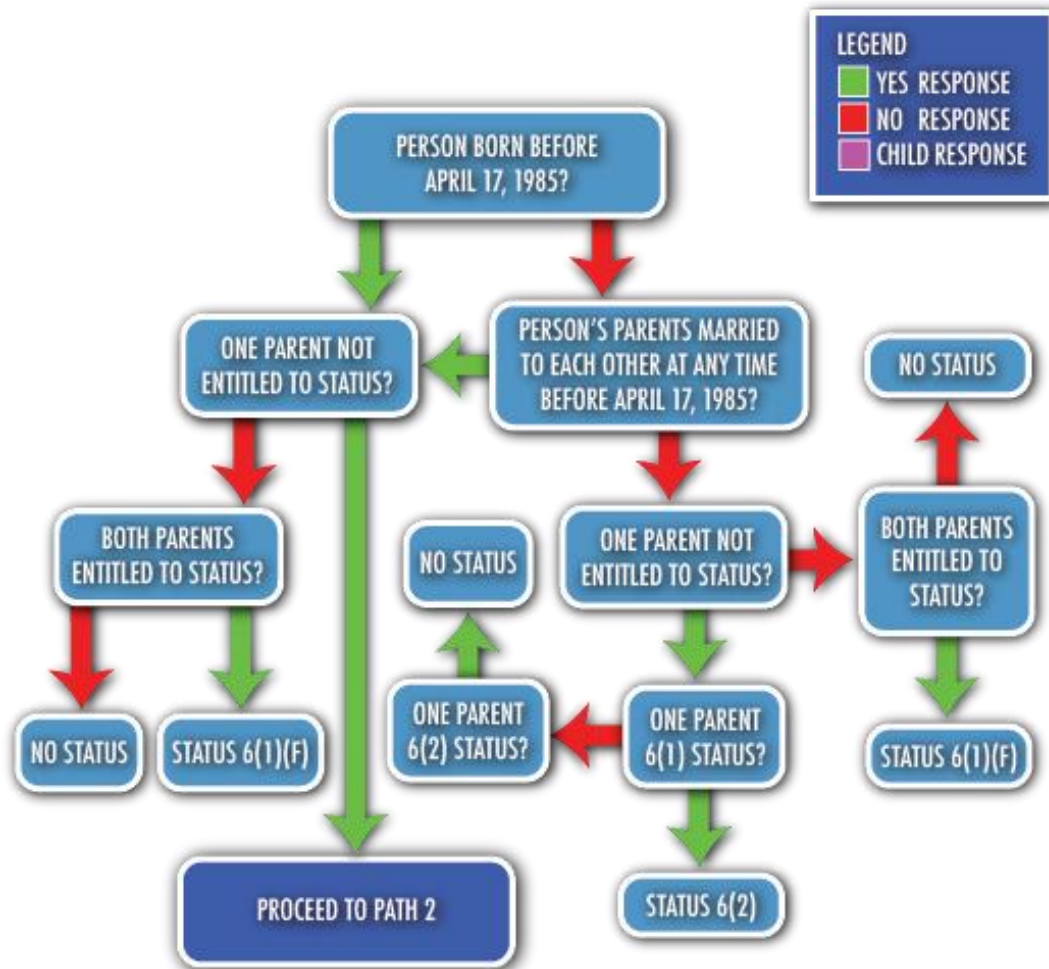 LEGEND
YES RESPONSE
NO RESPONSE
CHILD RESPONSE
PERSON BORN BEFORE
APRIL 17, 1985?
ONE PARENT NOT
ENTITLED TO STATUS?
PERSON'S PARENTS MARRIED
TO EACH OTHER AT ANY TIME
BEFORE APRIL 17, 1985?
NO STATUS
BOTH PARENTS
ENTITLED TO STATUS?
NO STATUS
ONE PARENT NOT
ENTITLED TO STATUS?
BOTH PARENTS
ENTITLED TO
STATUS?
NO STATUS
STATUS 6(1)(F)
ONE PARENT
6(2) STATUS?
ONE PARENT
6(1) STATUS?
STATUS 6(1)(F)
PROCEED TO PATH 2
STATUS 6(2)